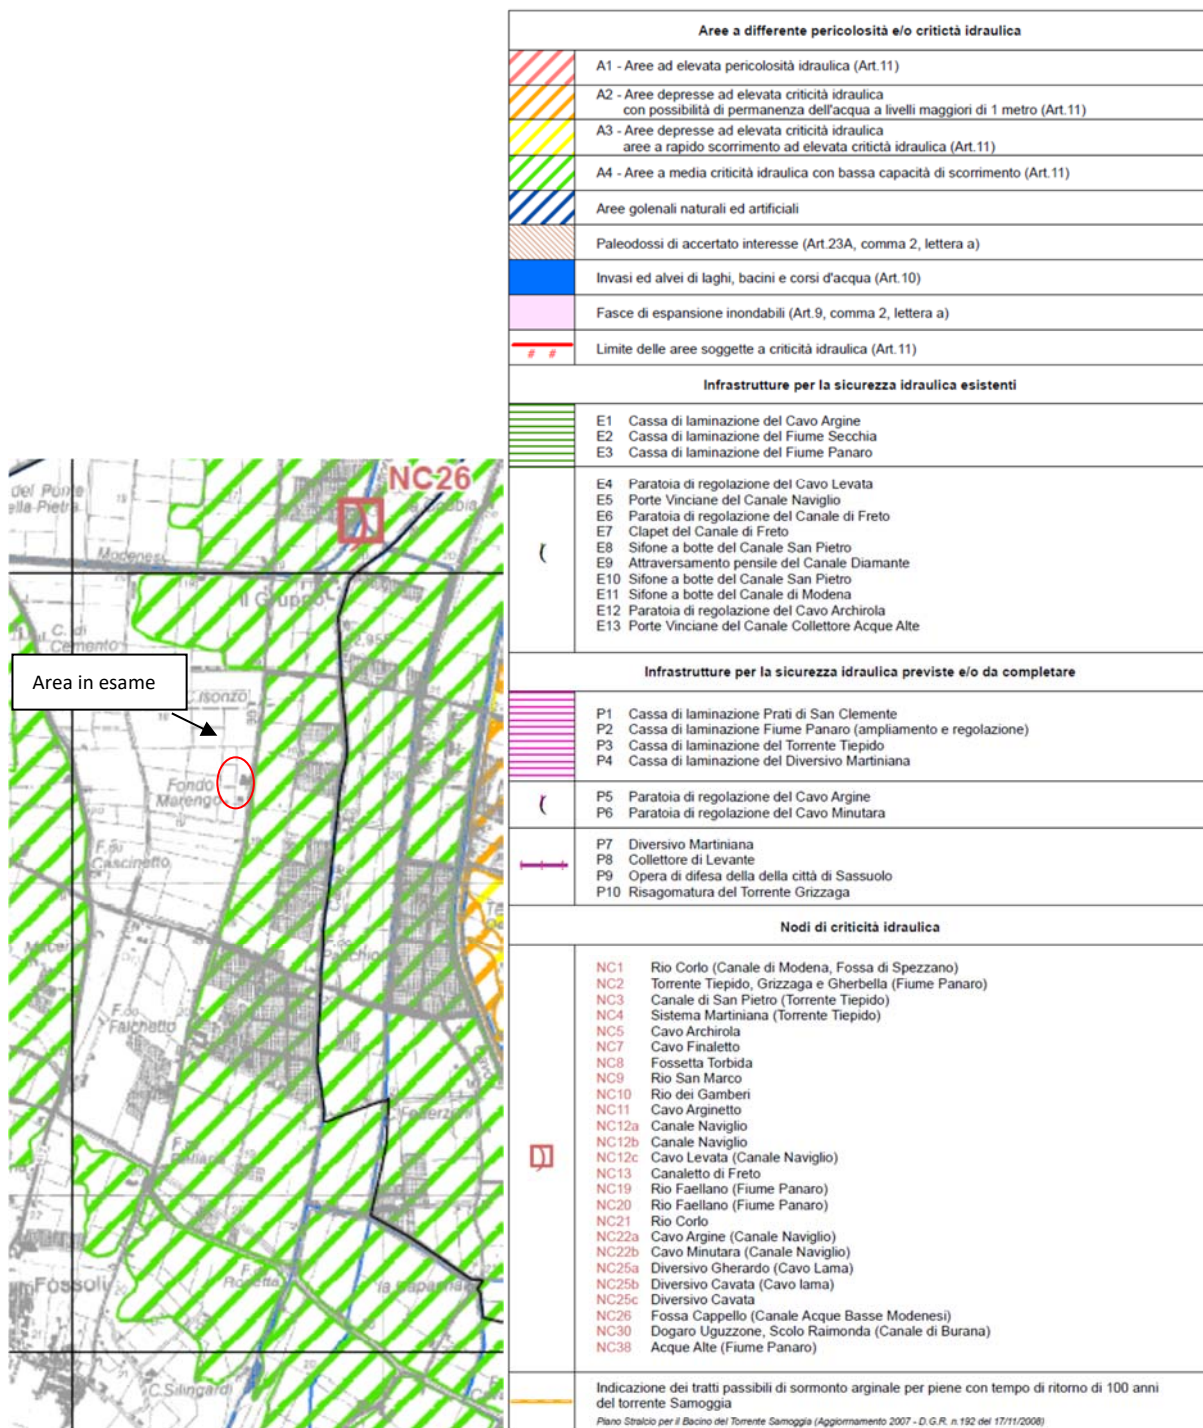 Aree a differente pericolosità e/o critictà idraulica
A1 - Aree ad elevata pericolosità idraulica (Art.11)
A2 - Aree depresse ad elevata criticità idraulica
con possibilità di permanenza dell'acqua a livelli maggiori di 1 metro (Art.11)
A3 - Aree depresse ad elevata criticità idraulica
aree a rapido scorrimento ad elevata critictà idraulica (Art.11)
A4 - Aree a media criticità idraulica con bassa capacità di scorrimento (Art.11)
Aree golenali naturali ed artificiali
Paleodossi di accertato interesse (Art.23A, comma 2, lettera a)
Invasi ed alvei di laghi, bacini e corsi d'acqua (Art.10)
Fasce di espansione inondabili (Art.9, comma 2, lettera a)
# #
Limite delle aree soggette a criticità idraulica (Art.11)
Infrastrutture per la sicurezza idraulica esistenti
E1 Cassa di laminazione del Cavo Argine
E2 Cassa di laminazione del Fiume Secchia
E3 Cassa di laminazione del Fiume Panaro
E4 Paratoia di regolazione del Cavo Levata
E5 Porte Vinciane del Canale Naviglio
E6 Paratoia di regolazione del Canale di Freto
E7 Clapet del Canale di Freto
E8 Sifone a botte del Canale San Pietro
E9 Attraversamento pensile del Canale Diamante
E10 Sifone a botte del Canale San Pietro
E11 Sifone a botte del Canale di Modena
E12 Paratoia di regolazione del Cavo Archirola
E13 Porte Vinciane del Canale Collettore Acque Alte
Infrastrutture per la sicurezza idraulica previste e/o da completare
P1 Cassa di laminazione Prati di San Clemente
P2 Cassa di laminazione Fiume Panaro (ampliamento e regolazione)
P3 Cassa di laminazione del Torrente Tiepido
P4 Cassa di laminazione del Diversivo Martiniana
P5 Paratoia di regolazione del Cavo Argine
P6 Paratoia di regolazione del Cavo Minutara
P7 Diversivo Martiniana
P8 Collettore di Levante
P9 Opera di difesa della della città di Sassuolo
P10 Risagomatura del Torrente Grizzaga
Nodi di criticità idraulica
NC1 Rio Corlo (Canale di Modena, Fossa di Spezzano)
NC2 Torrente Tiepido, Grizzaga e Gherbella (Fiume Panaro)
NC3 Canale di San Pietro (Torrente Tiepido)
NC4 Sistema Martiniana (Torrente Tiepido)
NC5 Cavo Archirola
NC7 Cavo Finaletto
NC8 Fossetta Torbida
NC9 Rio San Marco
NC10 Rio dei Gamberi
NC11 Cavo Arginetto
NC12a Canale Naviglio
NC12b Canale Naviglio
NC12c Cavo Levata (Canale Naviglio)
NC13 Canaletto di Freto
NC19 Rio Faellano (Fiume Panaro)
NC20 Rio Faellano (Fiume Panaro)
NC21 Rio Corlo
NC22a Cavo Argine (Canale Naviglio)
NC22b Cavo Minutara (Canale Naviglio)
NC25a Diversivo Gherardo (Cavo Lama)
NC25b Diversivo Cavata (Cavo lama)
NC25c Diversivo Cavata
NC26 Fossa Cappello (Canale Acque Basse Modenesi)
NC30 Dogaro Uguzzone, Scolo Raimonda (Canale di Burana)
NC38 Acque Alte (Fiume Panaro)
Indicazione dei tratti passibili di sormonto arginale per piene con tempo di ritorno di 100 anni
del torrente Samoggia
Piano Stralcio per il Bacino del Torrente Samoggia (Aggiornamento 2007 - D.G.R. n.192 del 17/11/2008)
NC26
del Ponte
ella Pietra
Modenesi
Il Gruppo
C. di
Cemento
Area in esame
Isonzo
Fondo
Marengo
Cascinetto
Falchetto
Fossoli
C.Silingardi